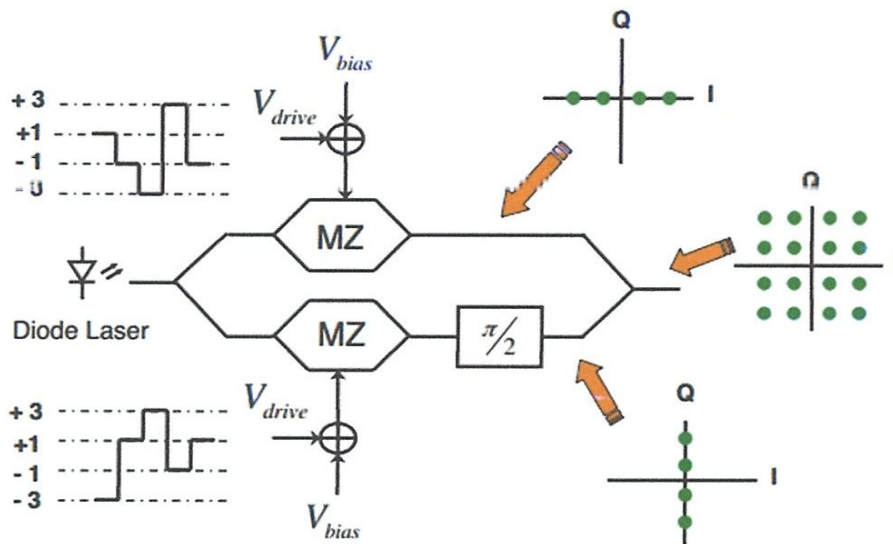 V_bias
Q
I
+ 3
+1
- 1
V_drive
MZ
Diode Laser
MZ
π/2
+ 3
+1
- 1
- 3
V_drive
V_bias
Q
I